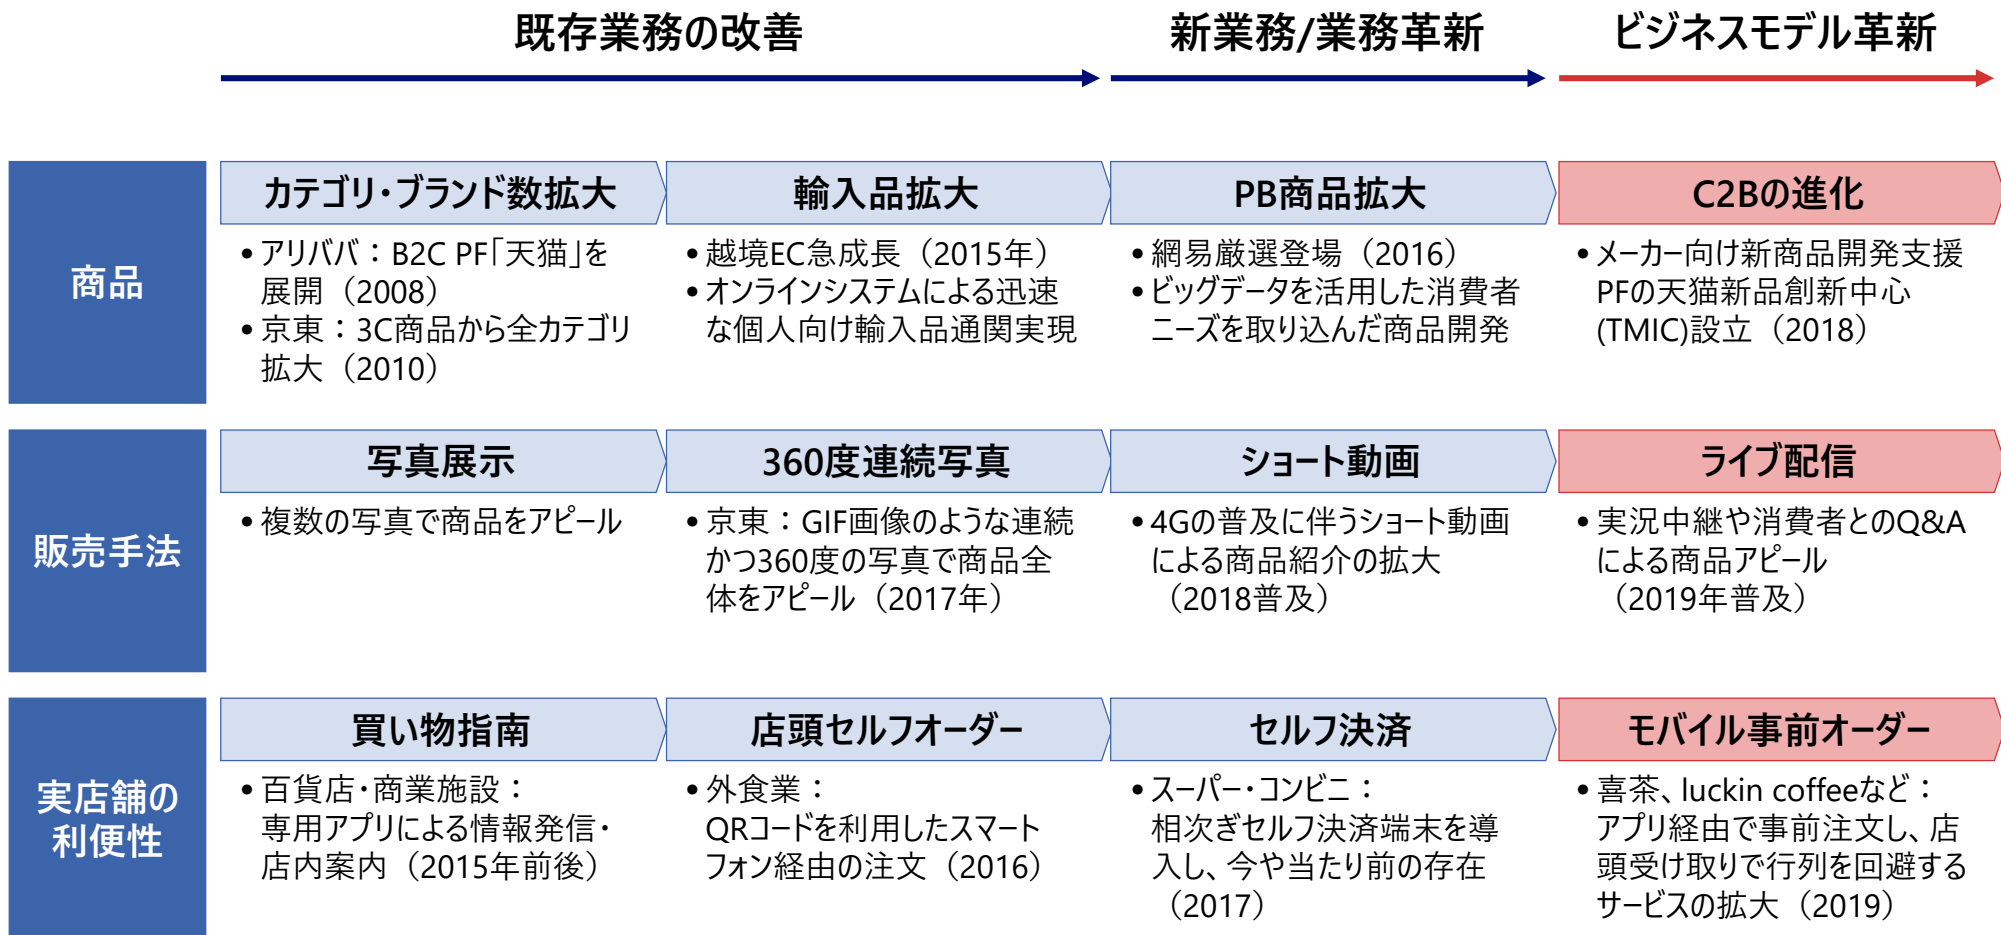 既存業務の改善
新業務/業務革新
ビジネスモデル革新
商品
カテゴリ・ブランド数拡大
• アリババ：B2C PF「天猫」を
展開（2008）
• 京東：3C商品から全カテゴリ
拡大（2010）
輸入品拡大
• 越境EC急成長（2015年）
• オンラインシステムによる迅速
な個人向け輸入品通関実現
PB商品拡大
• 網易厳選登場（2016）
• ビッグデータを活用した消費者
ニーズを取り込んだ商品開発
C2Bの進化
• メーカー向け新商品開発支援
PFの天猫新品創新中心
(TMIC)設立（2018）
販売手法
写真展示
• 複数の写真で商品をアピール
360度連続写真
• 京東：GIF画像のような連続
かつ360度の写真で商品全
体をアピール（2017年）
ショート動画
• 4Gの普及に伴うショート動画
による商品紹介の拡大
（2018普及）
ライブ配信
• 実況中継や消費者とのQ&A
による商品アピール
（2019年普及）
実店舗の
利便性
買い物指南
• 百貨店・商業施設：
専用アプリによる情報発信・
店内案内（2015年前後）
店頭セルフオーダー
• 外食業：
QRコードを利用したスマート
フォン経由の注文（2016）
セルフ決済
• スーパー・コンビニ：
相次ぎセルフ決済端末を導
入し、今や当たり前の存在
（2017）
モバイル事前オーダー
• 喜茶、luckin coffeeなど：
アプリ経由で事前注文し、店
頭受け取りで行列を回避する
サービスの拡大（2019）